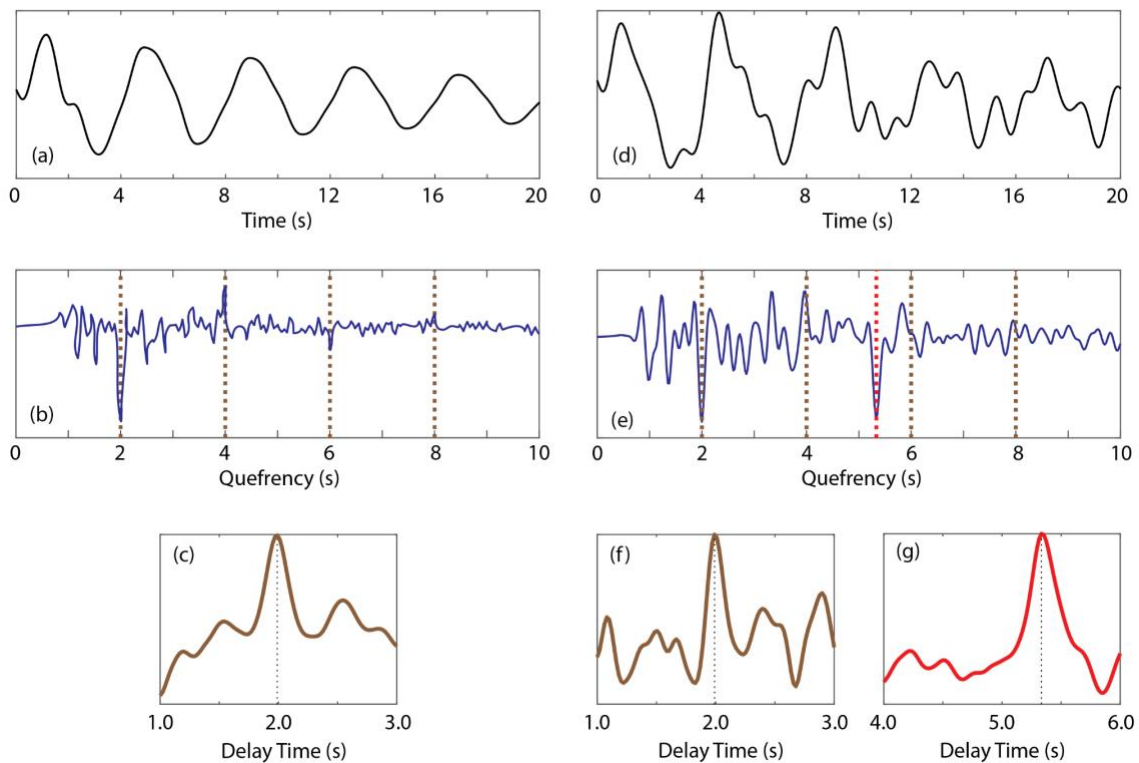 (a)
0 4 8 12 16 20
Time (s)
(d)
0 4 8 12 16 20
Time (s)
(b)
0 2 4 6 8 10
Quefrency (s)
(e)
0 2 4 6 8 10
Quefrency (s)
(c)
1.0 2.0 3.0
Delay Time (s)
(f)
1.0 2.0 3.0
Delay Time (s)
(g)
4.0 5.0 6.0
Delay Time (s)